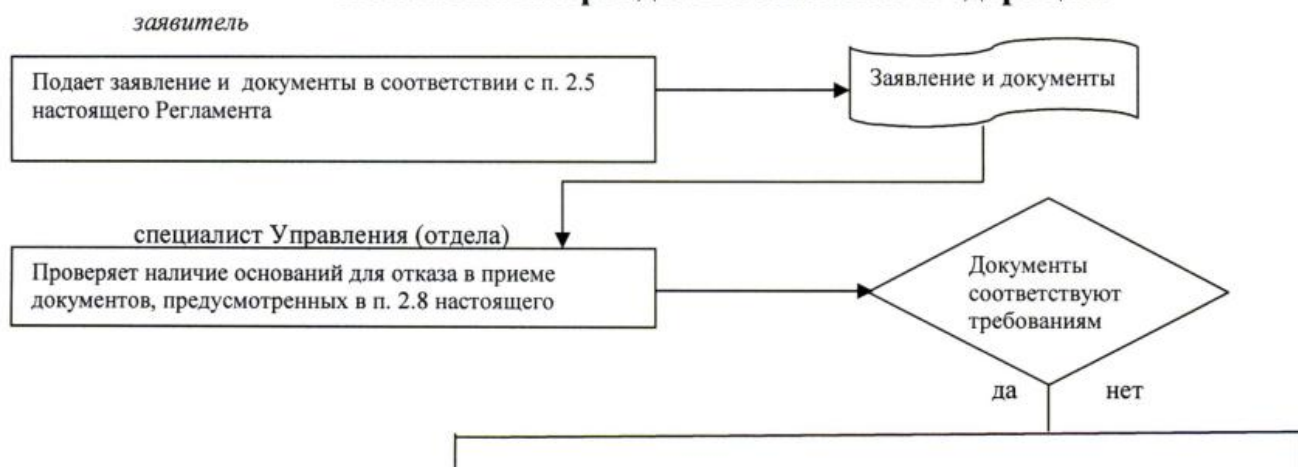 заявитель
Подает заявление и документы в соответствии с п. 2.5
настоящего Регламента
Заявление и документы
специалист Управления (отдела)
Проверяет наличие оснований для отказа в приеме
документов, предусмотренных в п. 2.8 настоящего
Документы
соответствуют
требованиям
да нет